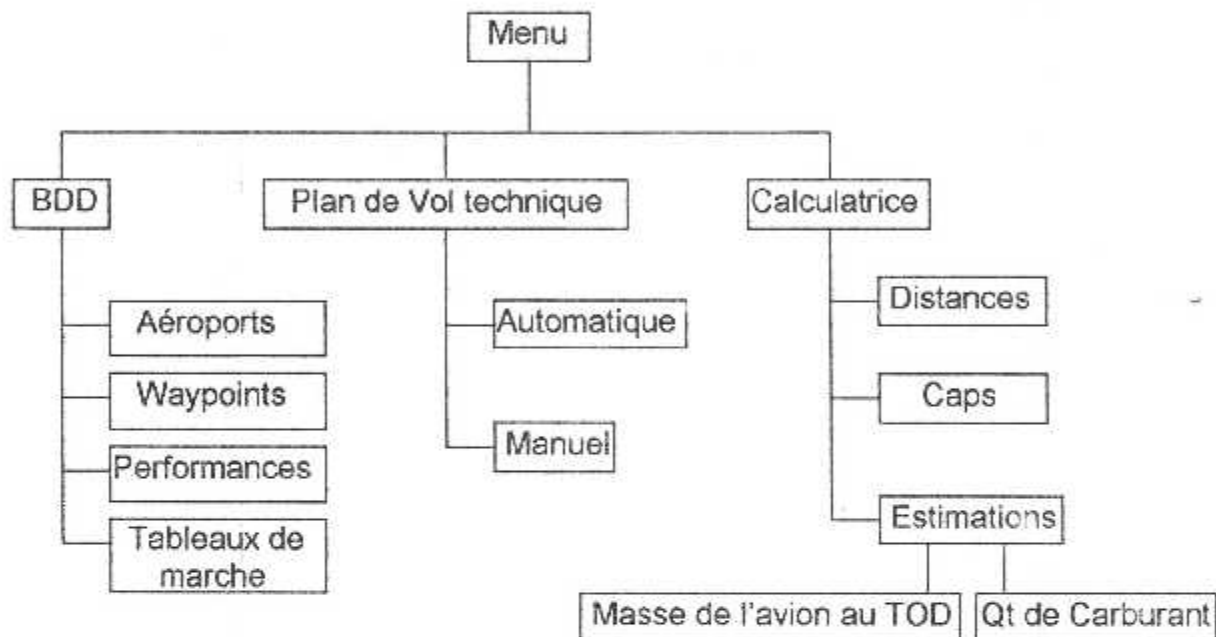 Menu
BDD
Plan de Vol technique
Calculatrice
Aéroports
Waypoints
Performances
Tableaux de
marche
Automatique
Manuel
Distances
Caps
Estimations
Masse de l'avion au TOD
Qt de Carburant